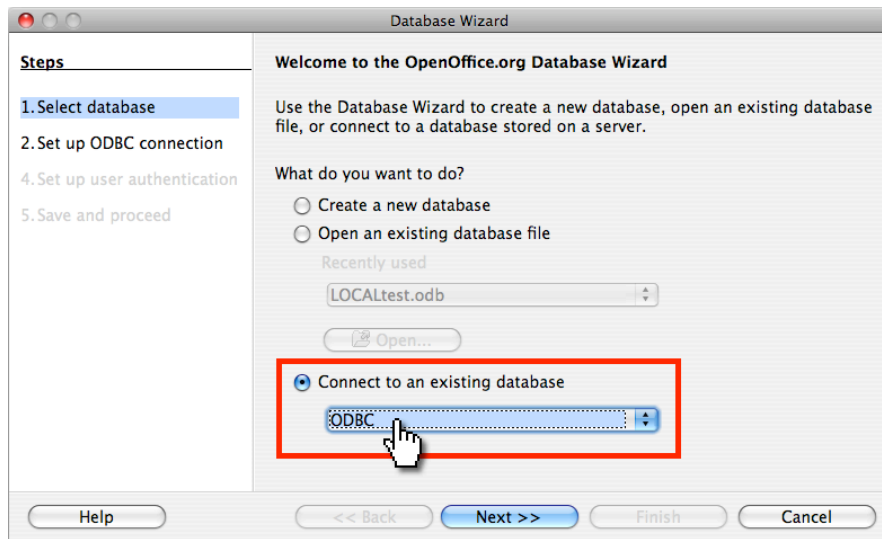 Database Wizard
Steps
1. Select database
2. Set up ODBC connection
4. Set up user authentication
5. Save and proceed
Welcome to the OpenOffice.org Database Wizard
Use the Database Wizard to create a new database, open an existing database
file, or connect to a database stored on a server.
What do you want to do?
Create a new database
Open an existing database file
Recently used
LOCALtest.odb
Open...
Connect to an existing database
ODBC
Help
<< Back
Next >>
Finish
Cancel